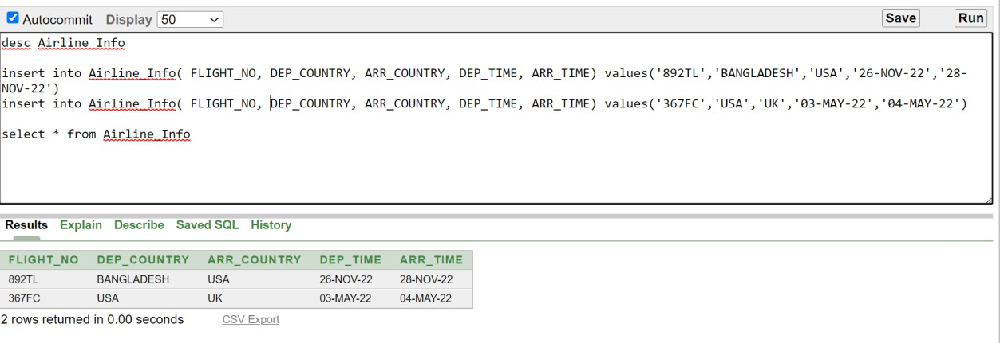 Autocommit Display 50 Save Run
desc Airline_Info
insert into Airline_Info( FLIGHT_NO, DEP_COUNTRY, ARR_COUNTRY, DEP_TIME, ARR_TIME) values('892TL','BANGLADESH','USA','26-NOV-22','28-
NOV-22')
insert into Airline_Info( FLIGHT_NO, DEP_COUNTRY, ARR_COUNTRY, DEP_TIME, ARR_TIME) values('367FC','USA','UK','03-MAY-22','04-MAY-22')
select * from Airline_Info
Results Explain Describe Saved SQL History
FLIGHT_NO DEP_COUNTRY ARR_COUNTRY DEP_TIME ARR_TIME
892TL BANGLADESH USA 26-NOV-22 28-NOV-22
367FC USA UK 03-MAY-22 04-MAY-22
2 rows returned in 0.00 seconds CSV Export